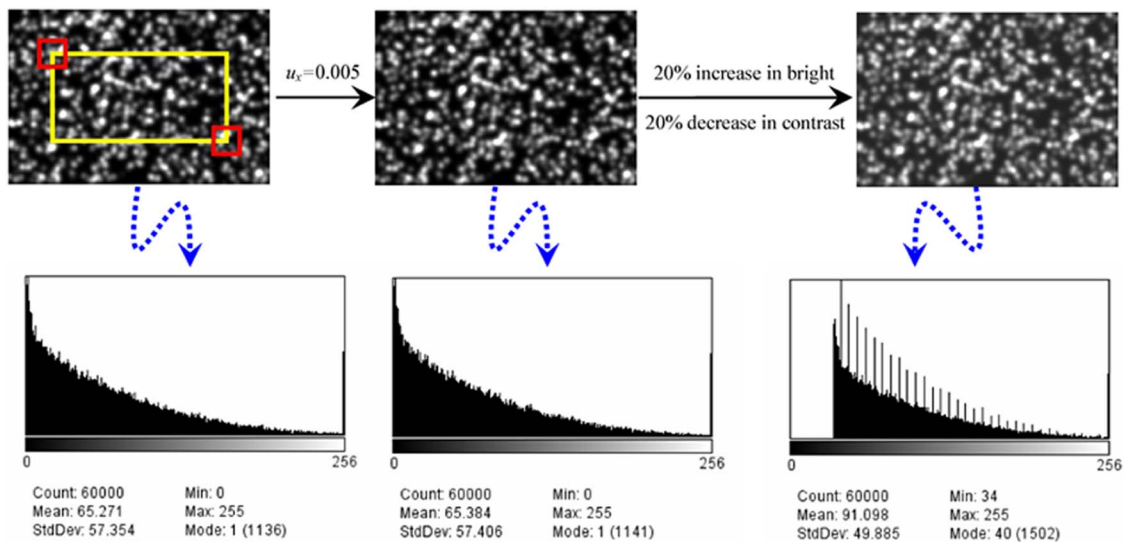 uₓ=0.005
20% increase in bright
20% decrease in contrast
0 256
Count: 60000 Min: 0
Mean: 65.271 Max: 255
StdDev: 57.354 Mode: 1 (1136)
0 256
Count: 60000 Min: 0
Mean: 65.384 Max: 255
StdDev: 57.406 Mode: 1 (1141)
0 256
Count: 60000 Min: 34
Mean: 91.098 Max: 255
StdDev: 49.885 Mode: 40 (1502)